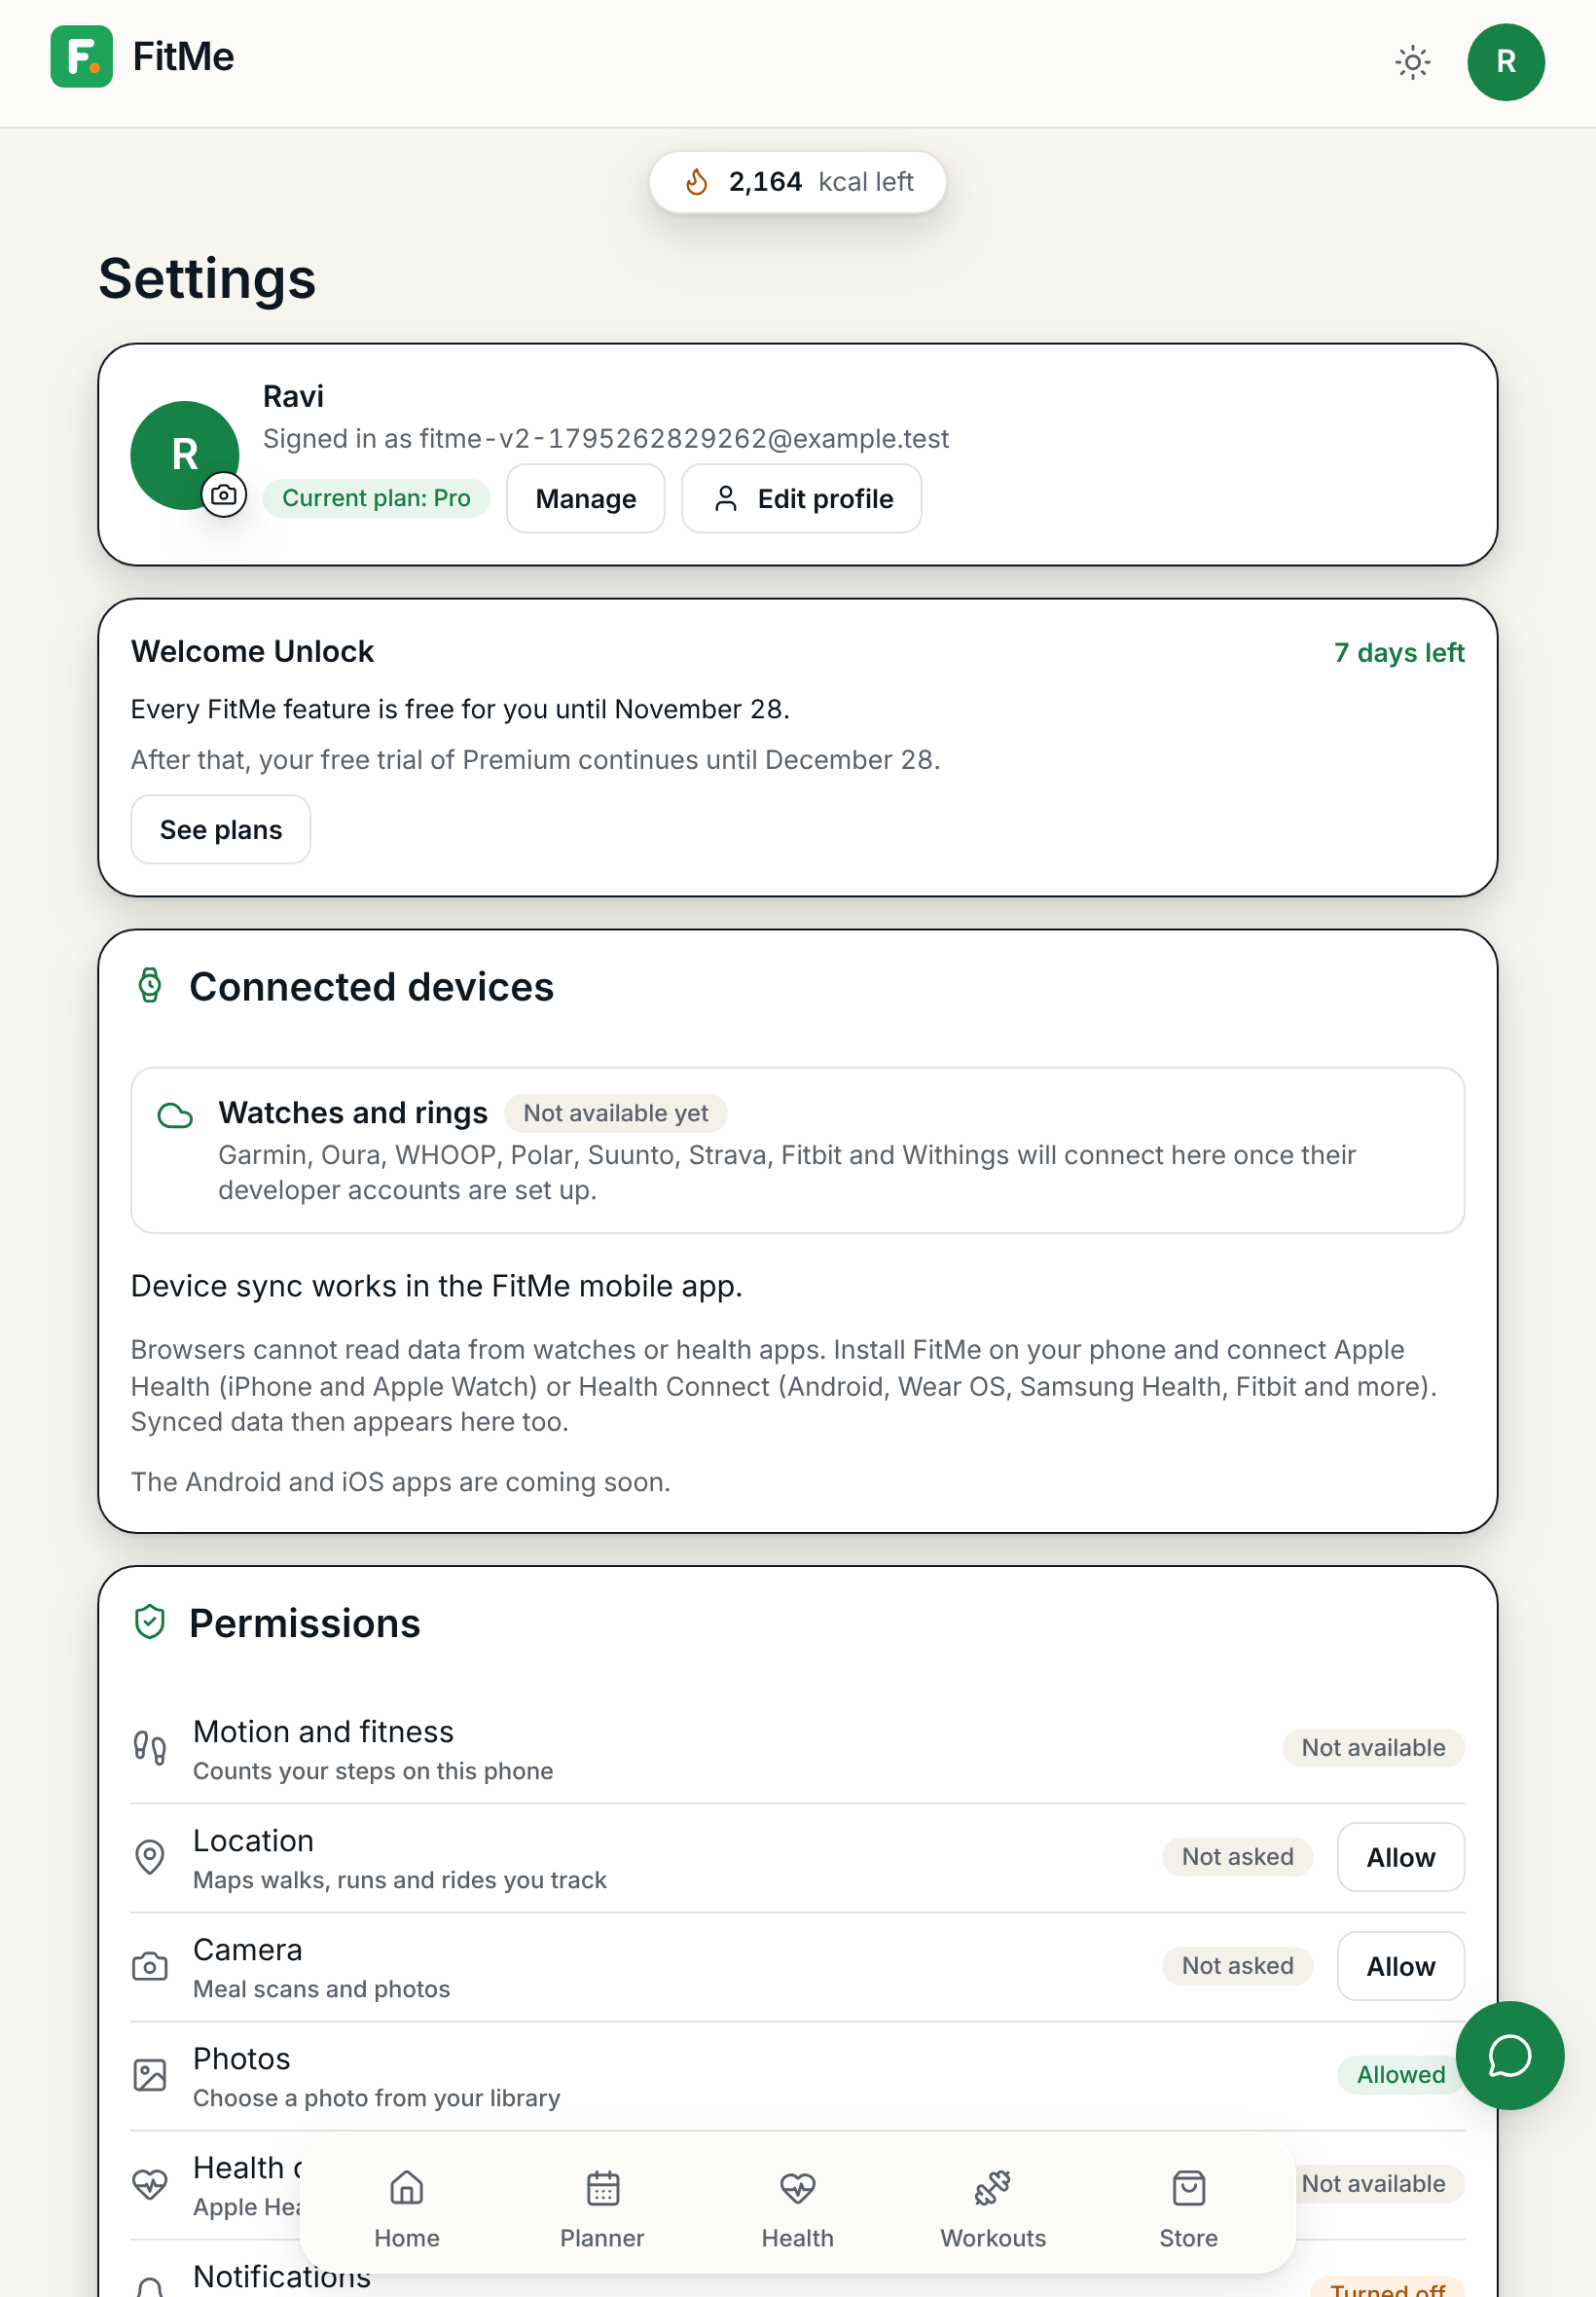 FitMe
R
2,164 kcal left
Settings
R
Ravi
Signed in as fitme-v2-1795262829262@example.test
Current plan: Pro
Manage
Edit profile
Welcome Unlock
7 days left
Every FitMe feature is free for you until November 28.
After that, your free trial of Premium continues until December 28.
See plans
Connected devices
Watches and rings
Not available yet
Garmin, Oura, WHOOP, Polar, Suunto, Strava, Fitbit and Withings will connect here once their
developer accounts are set up.
Device sync works in the FitMe mobile app.
Browsers cannot read data from watches or health apps. Install FitMe on your phone and connect Apple
Health (iPhone and Apple Watch) or Health Connect (Android, Wear OS, Samsung Health, Fitbit and more).
Synced data then appears here too.
The Android and iOS apps are coming soon.
Permissions
Motion and fitness
Counts your steps on this phone
Not available
Location
Maps walks, runs and rides you track
Not asked
Allow
Camera
Meal scans and photos
Not asked
Allow
Photos
Choose a photo from your library
Allowed
Health
Apple
Not available
Home
Planner
Health
Workouts
Store
Notifications
Turned off